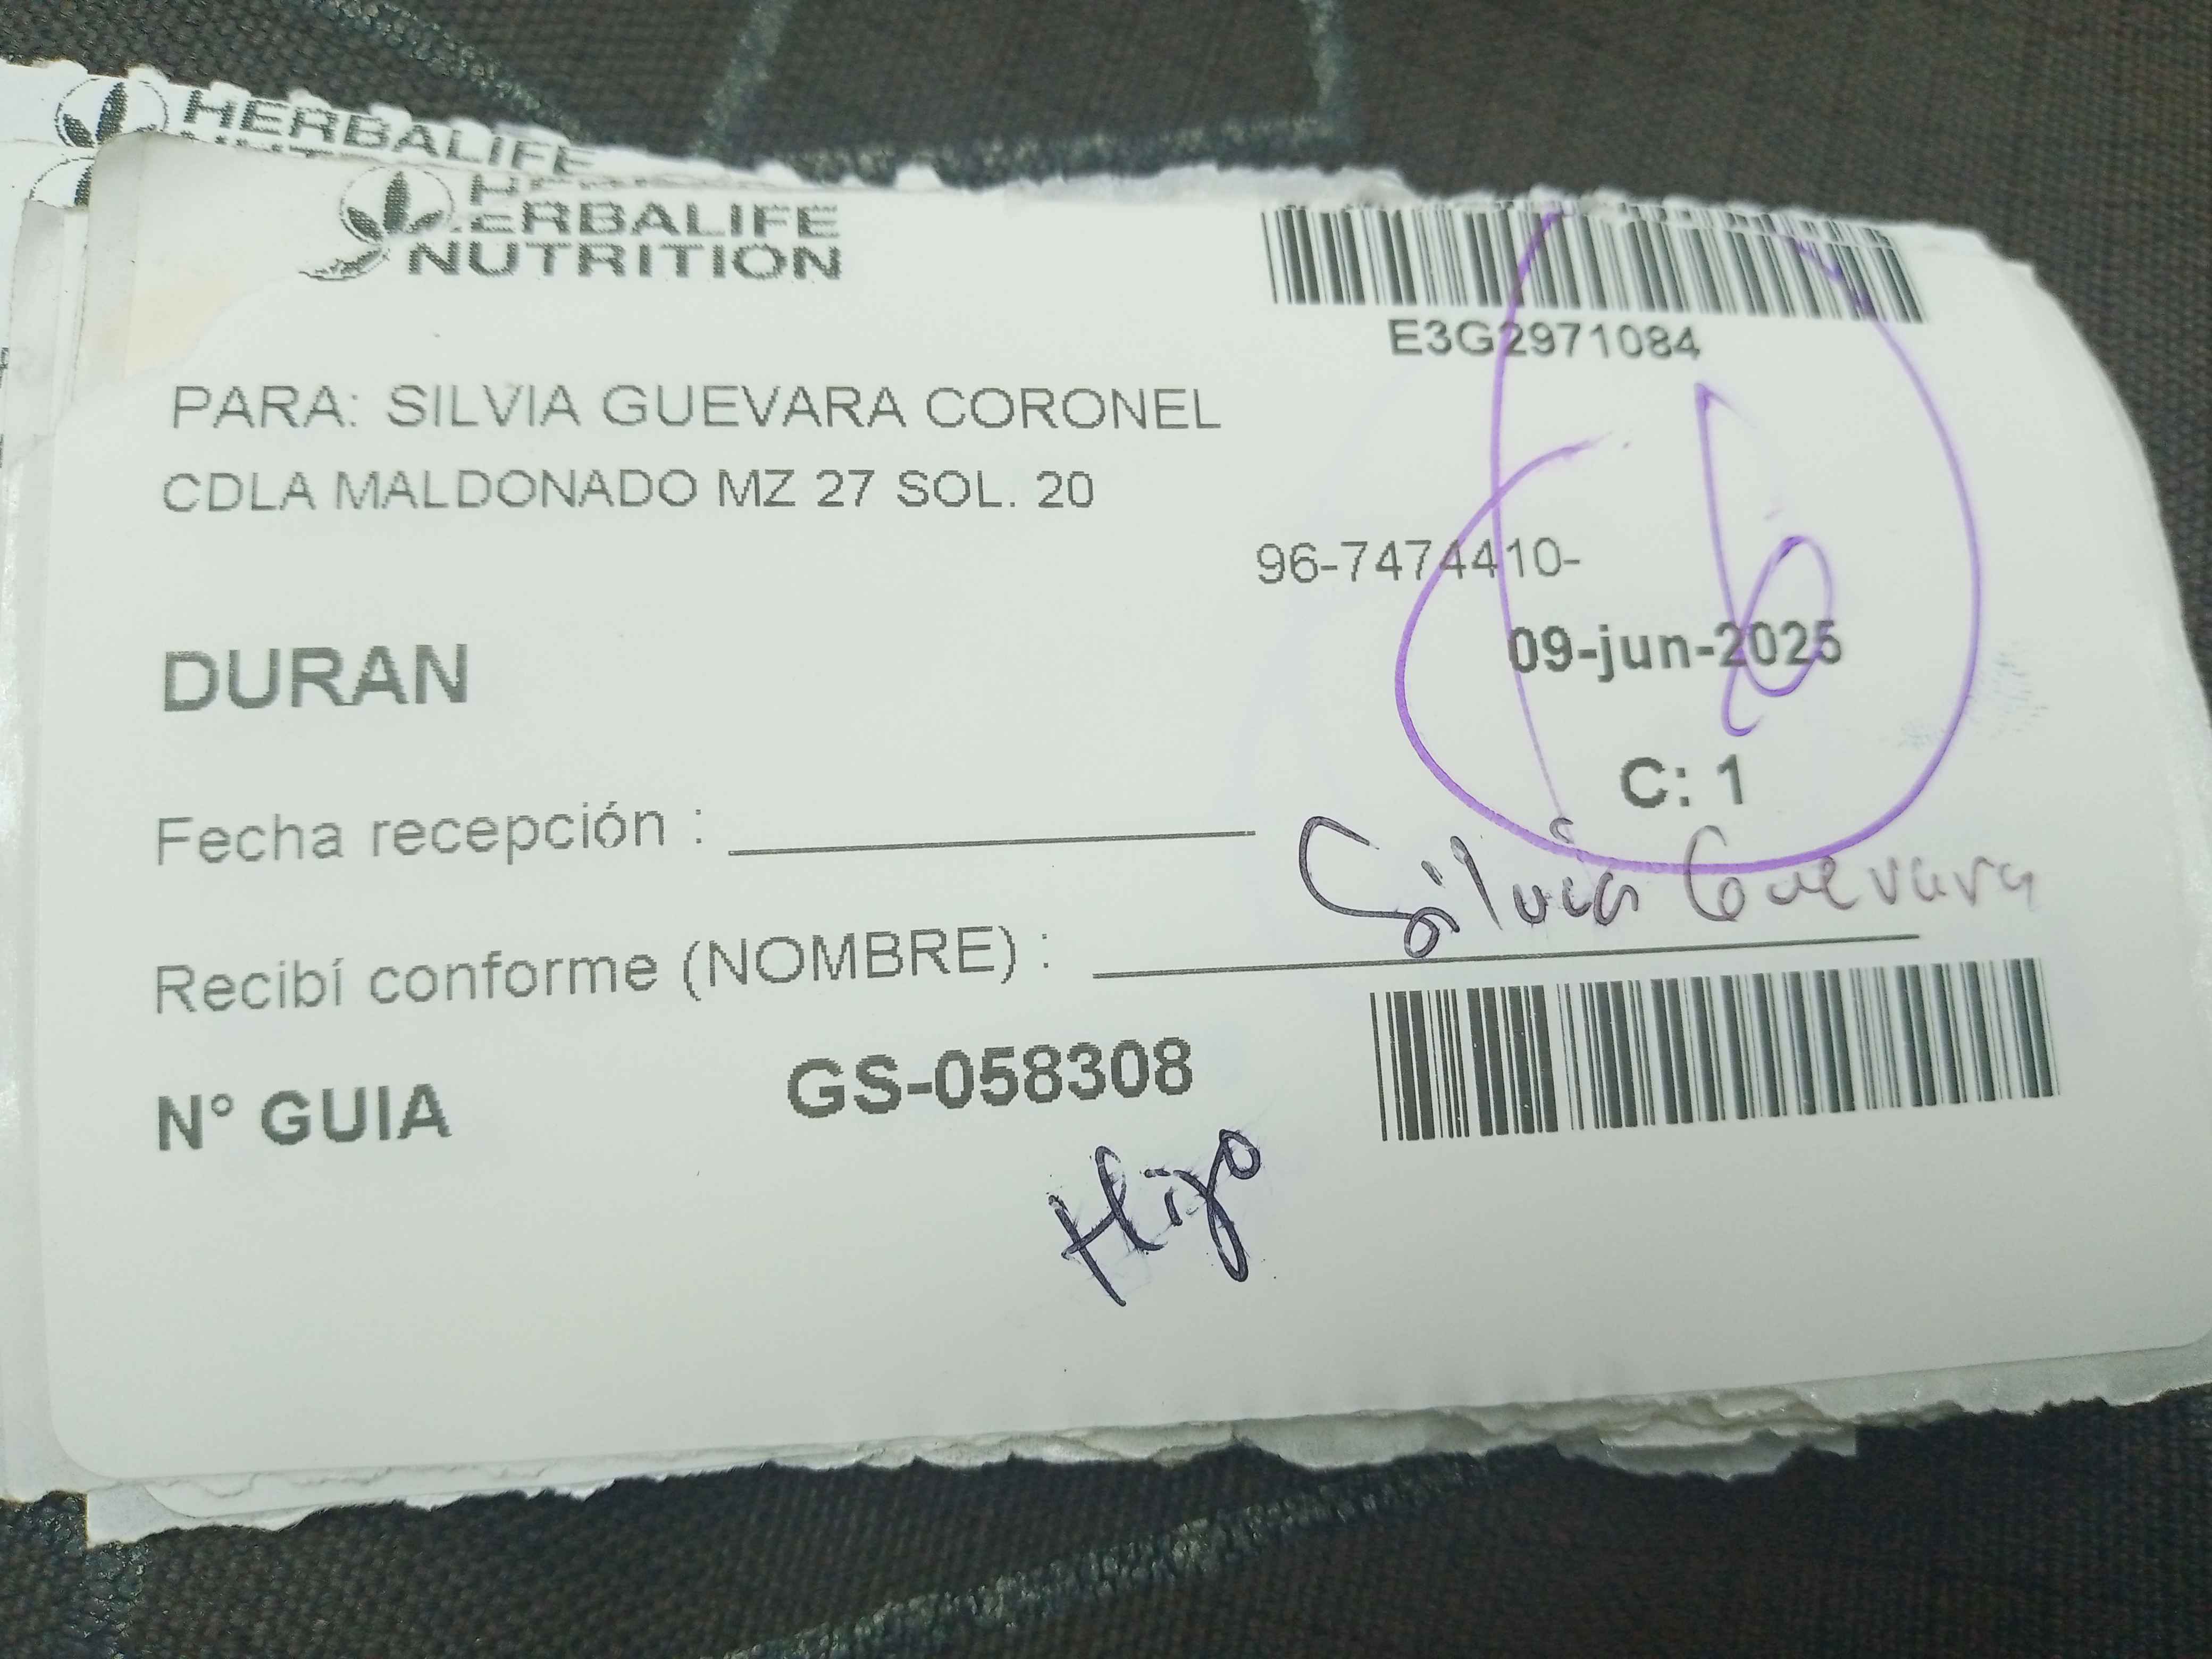 HERBALIFE
HERBALIFE
NUTRITION
E3G2971084
PARA: SILVIA GUEVARA CORONEL
CDLA MALDONADO MZ 27 SOL. 20
96-7474410-
DURAN
09-jun-2025
C: 1
Fecha recepción :
Silvia Guevara
Recibí conforme (NOMBRE) :
N° GUIA GS-058308
Hijo